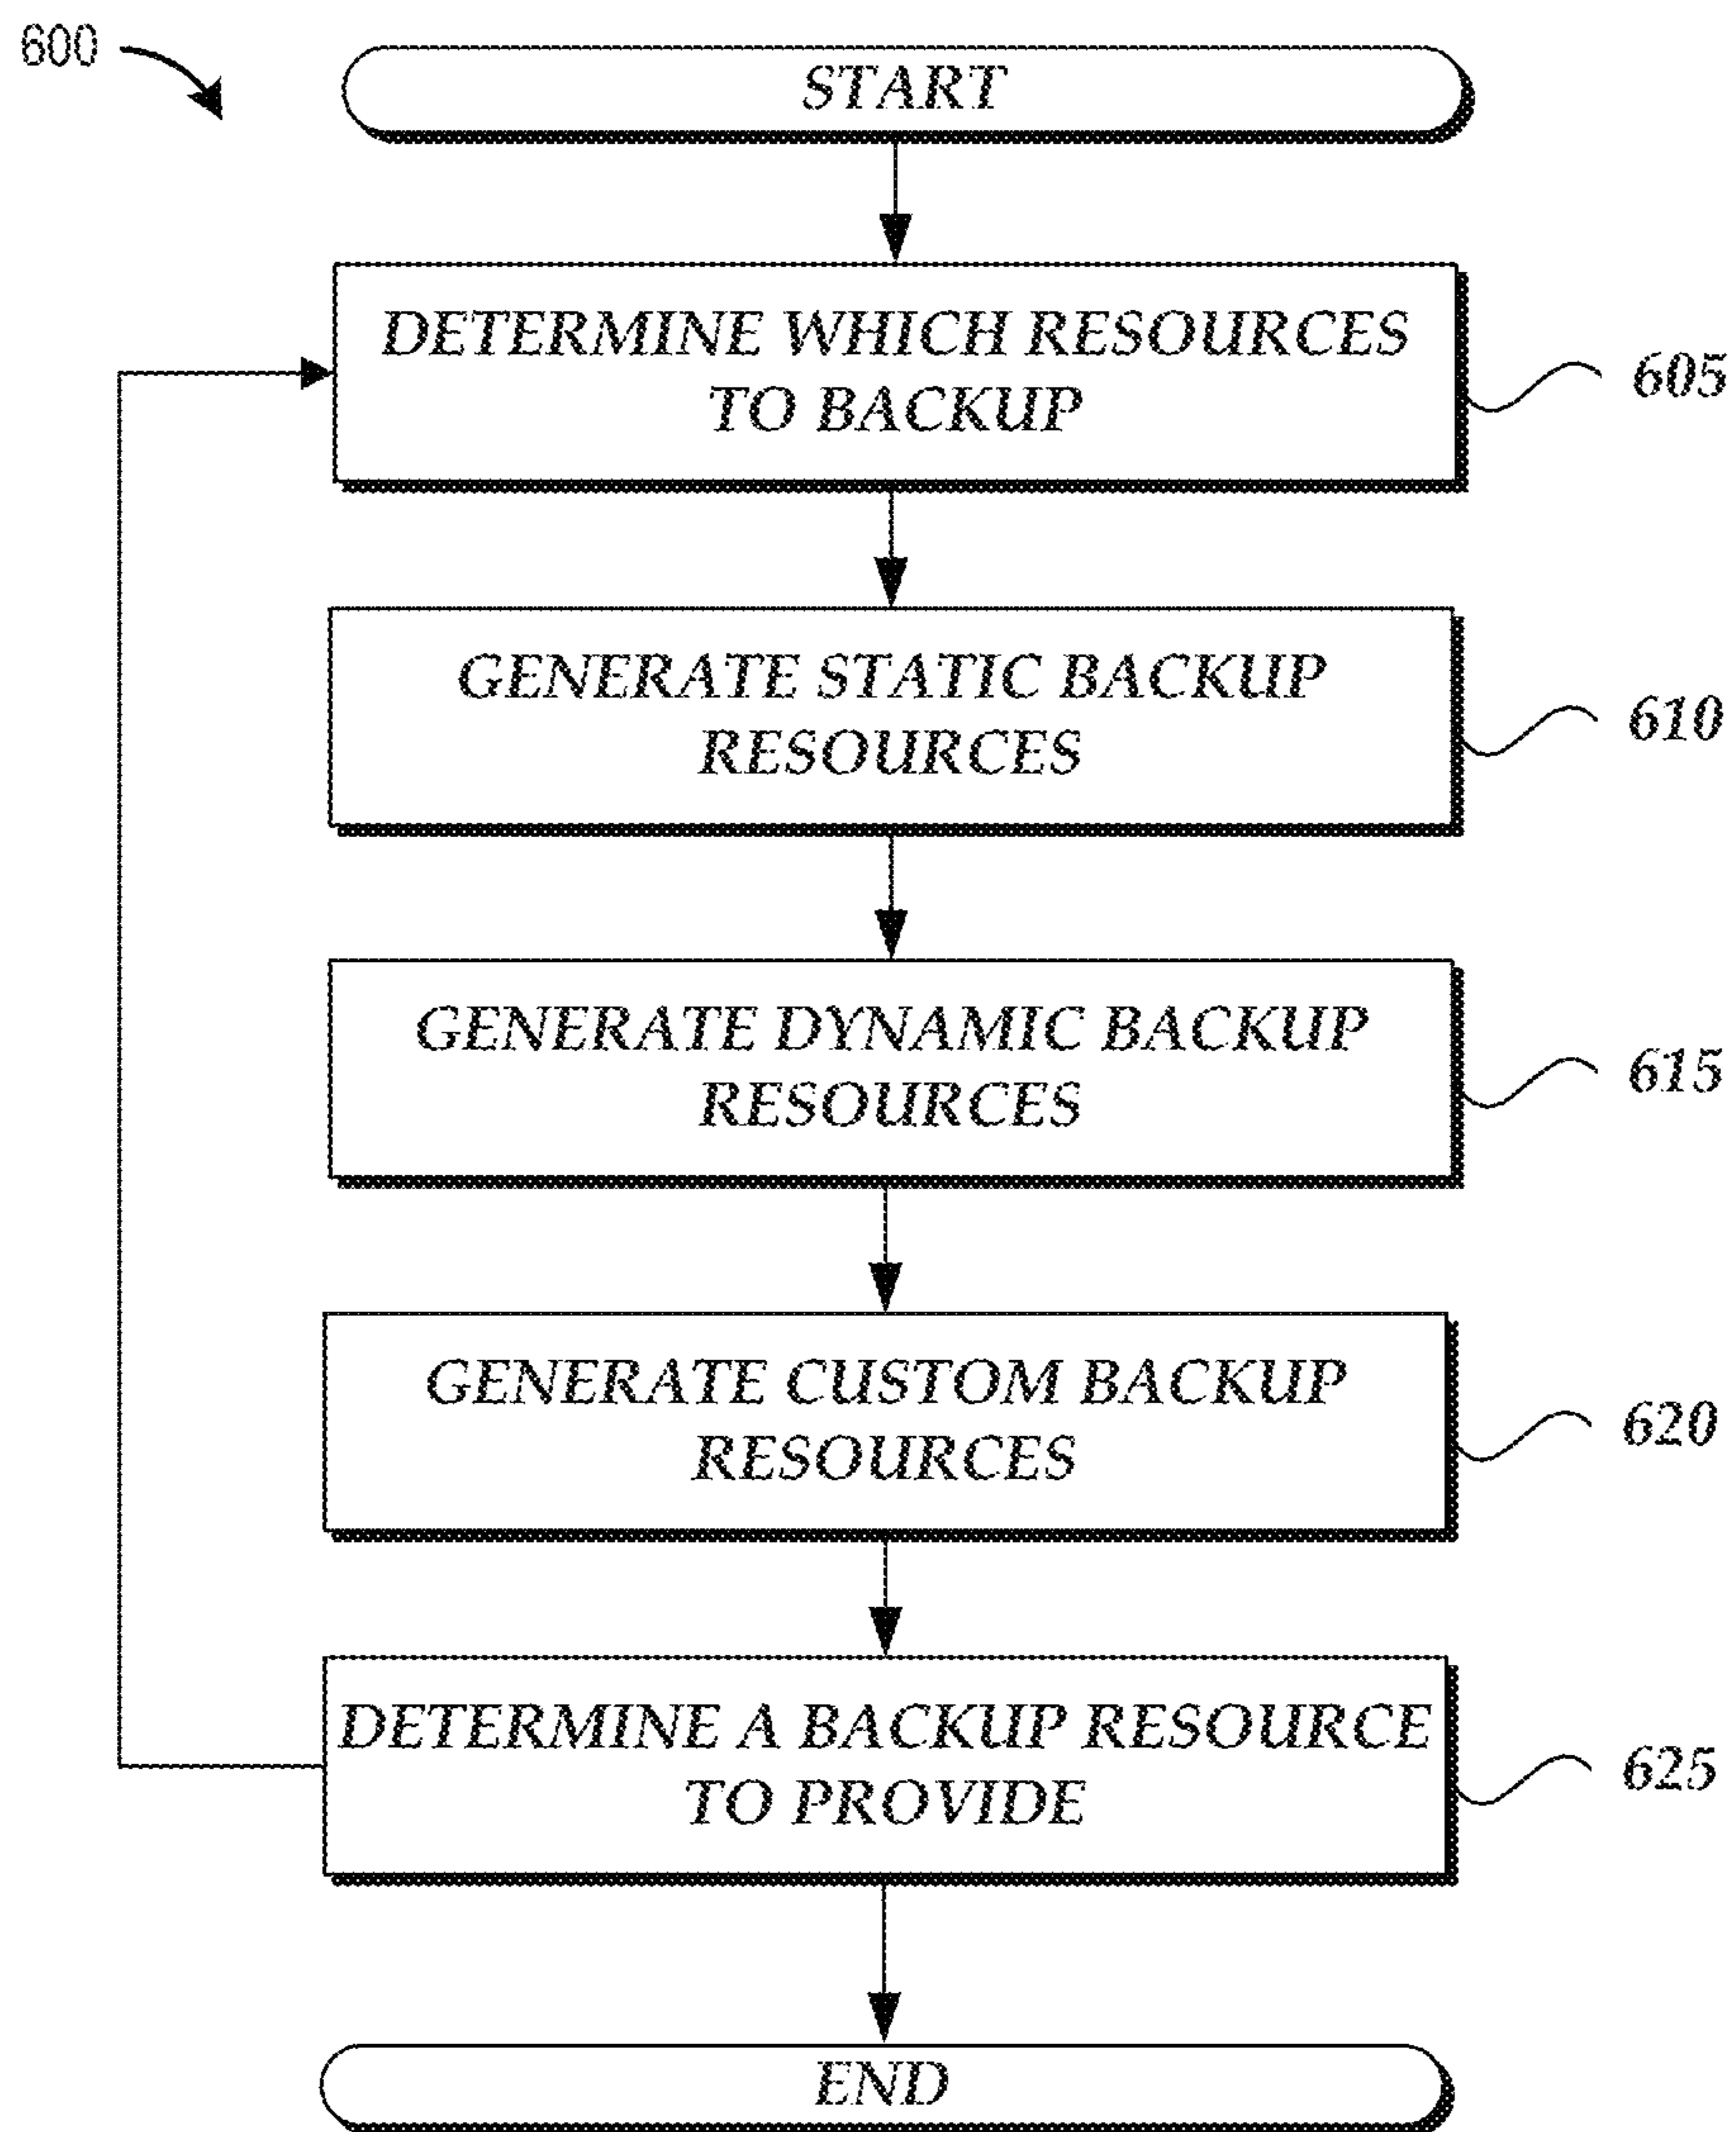 600
START
DETERMINE WHICH RESOURCES
TO BACKUP
605
GENERATE STATIC BACKUP
RESOURCES
610
GENERATE DYNAMIC BACKUP
RESOURCES
615
GENERATE CUSTOM BACKUP
RESOURCES
620
DETERMINE A BACKUP RESOURCE
TO PROVIDE
625
END